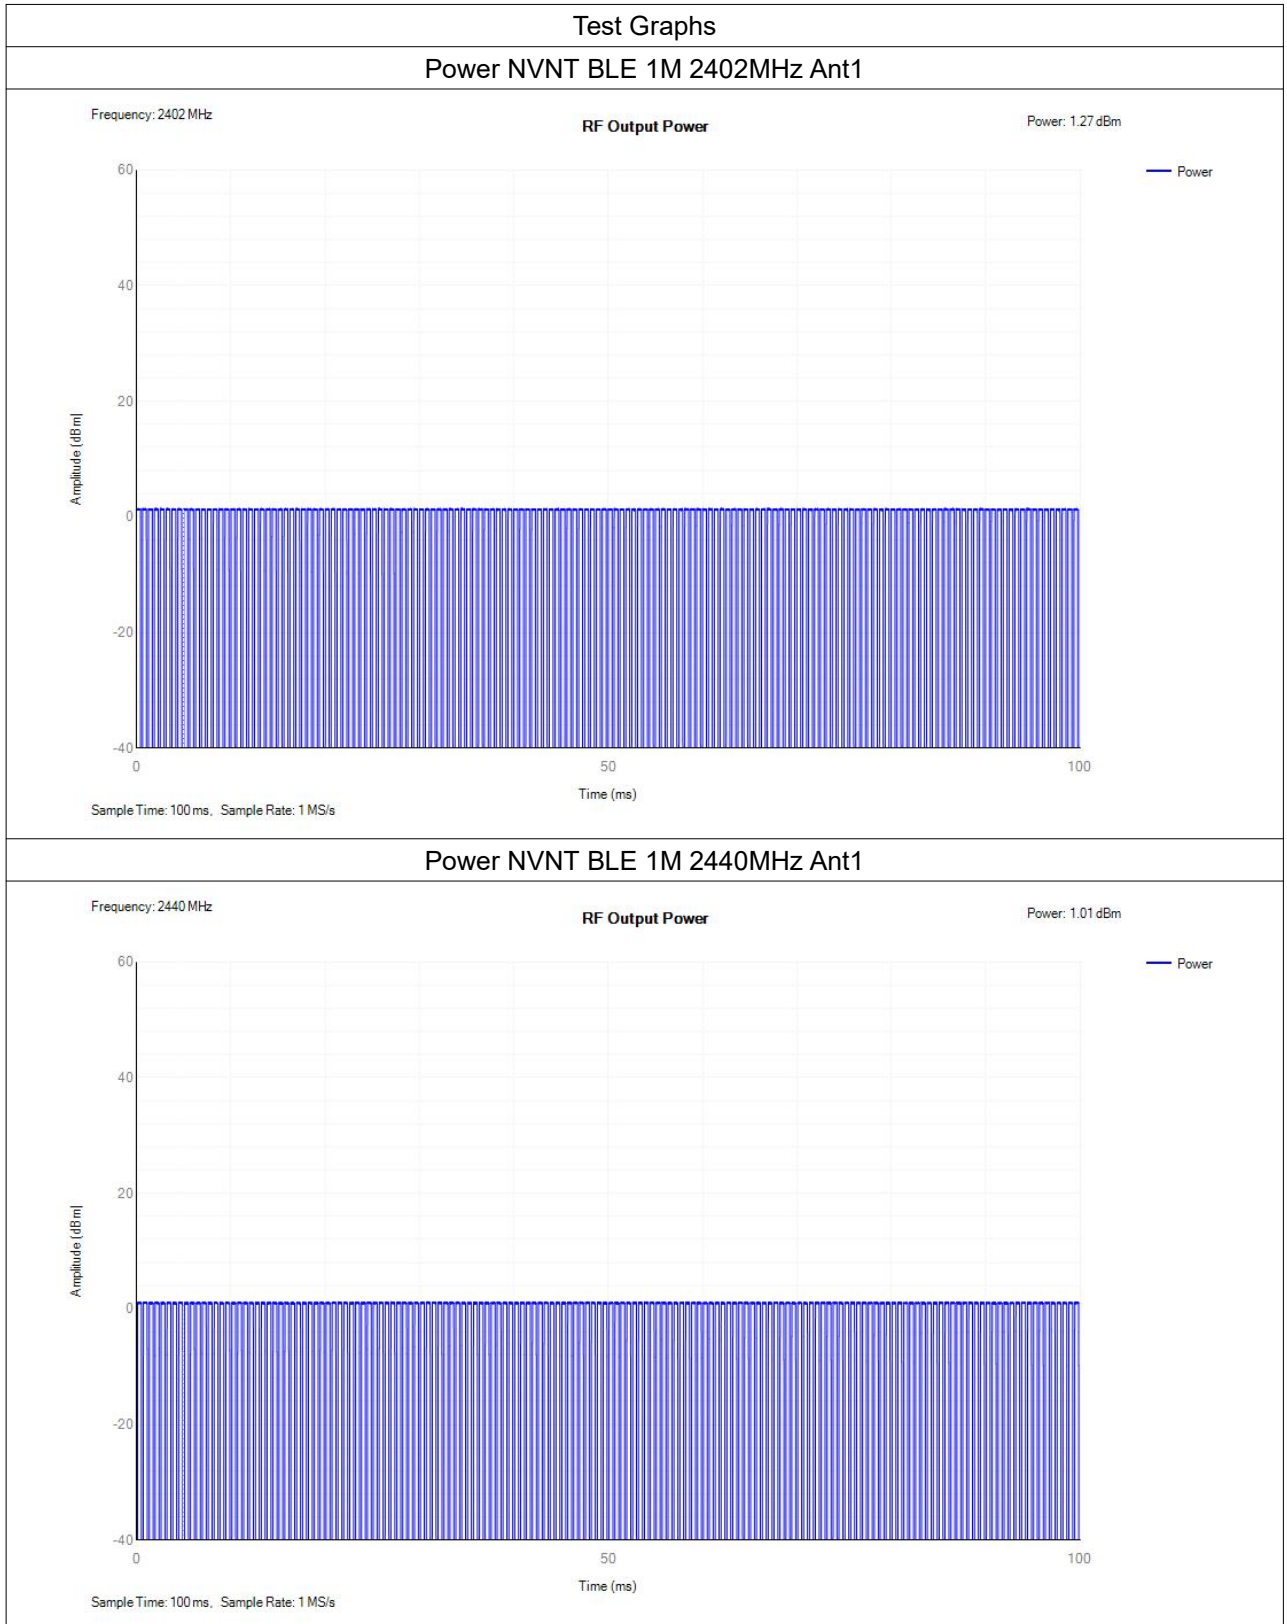 Test Graphs
Power NVNT BLE 1M 2402MHz Ant1
Frequency: 2402 MHz
RF Output Power
Power: 1.27 dBm
Power
60
40
20
0
-20
-40
Amplitude (dBm)
0
50
100
Time (ms)
Sample Time: 100 ms, Sample Rate: 1 MS/s
Power NVNT BLE 1M 2440MHz Ant1
Frequency: 2440 MHz
RF Output Power
Power: 1.01 dBm
Power
60
40
20
0
-20
-40
Amplitude (dBm)
0
50
100
Time (ms)
Sample Time: 100 ms, Sample Rate: 1 MS/s